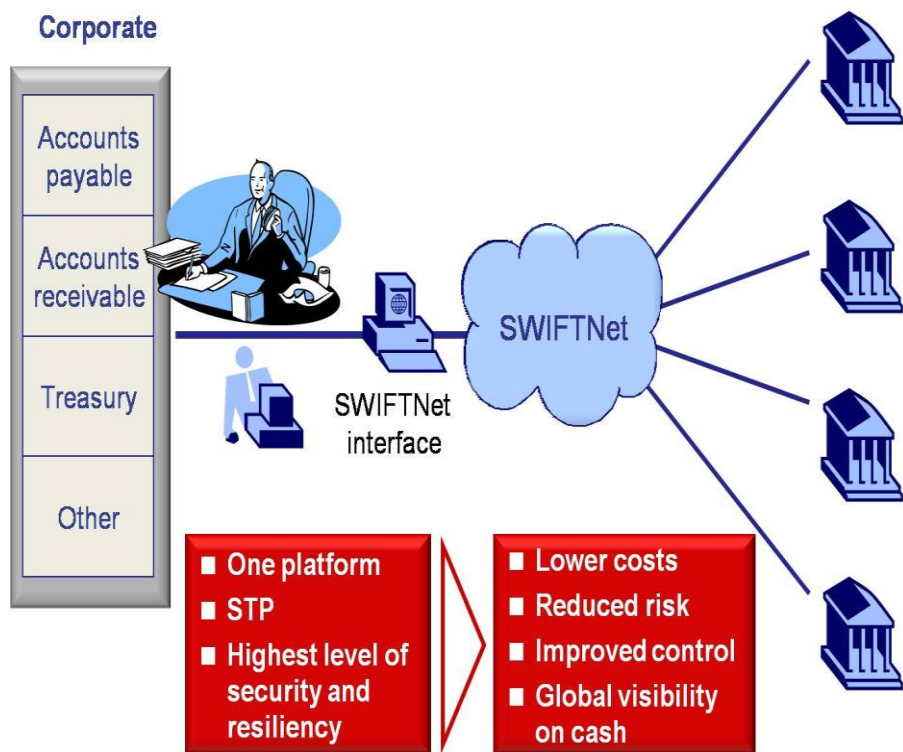 Corporate
Accounts
payable
Accounts
receivable
Treasury
Other
SWIFTNet
interface
SWIFTNet
■ One platform
■ STP
■ Highest level of
security and
resiliency
■ Lower costs
■ Reduced risk
■ Improved control
■ Global visibility
on cash